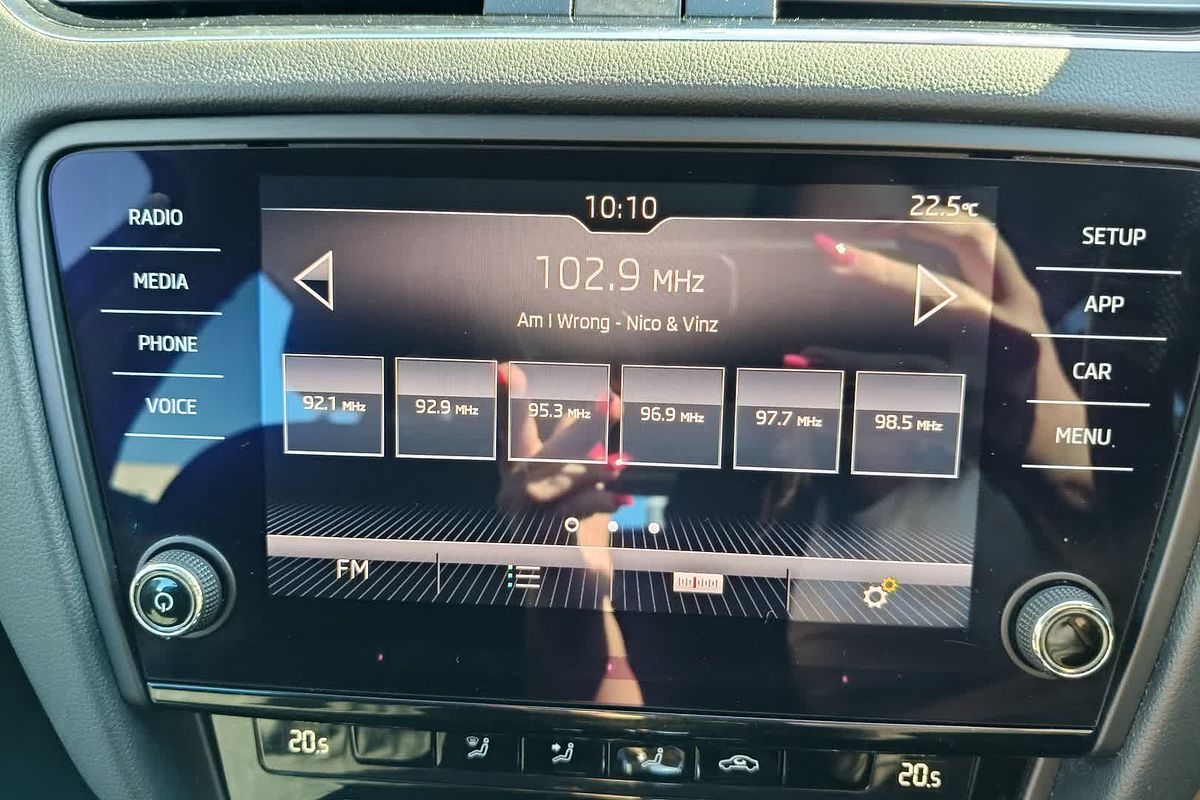 10:10
22.5°C
RADIO
MEDIA
PHONE
VOICE
102.9 MHz
Am I Wrong - Nico & Vinz
92.1 MHz
92.9 MHz
95.3 MHz
96.9 MHz
97.7 MHz
98.5 MHz
FM
SETUP
APP
CAR
MENU
20.5
20.5